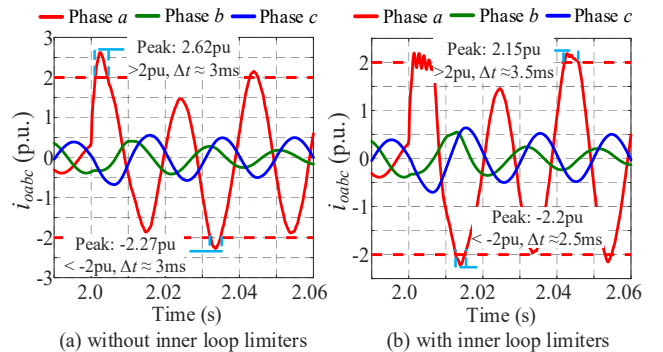 Phase a Phase b Phase c
Phase a Phase b Phase c
3
Peak: 2.62pu
>2pu, Δt ≈ 3ms
2
1
0
-1
-2
-3
i_oabc (p.u.)
Peak: -2.27pu
< -2pu, Δt ≈ 3ms
2.0 2.02 2.04 2.06
Time (s)
(a) without inner loop limiters
Peak: 2.15pu
>2pu, Δt ≈ 3.5ms
2
1
0
-1
-2
i_oabc (p.u.)
Peak: -2.2pu
< -2pu, Δt ≈ 2.5ms
2.0 2.02 2.04 2.06
Time (s)
(b) with inner loop limiters